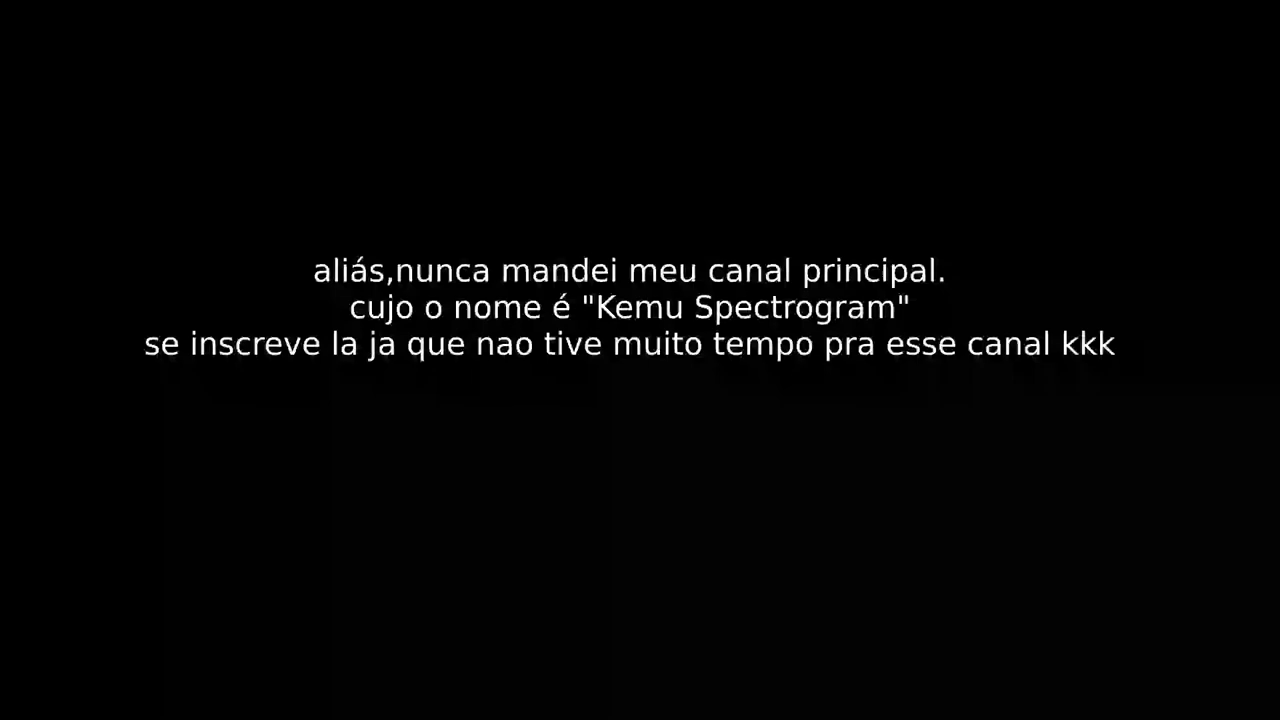 aliás,nunca mandei meu canal principal.
cujo o nome é "Kemu Spectrogram"
se inscreve la ja que nao tive muito tempo pra esse canal kkk